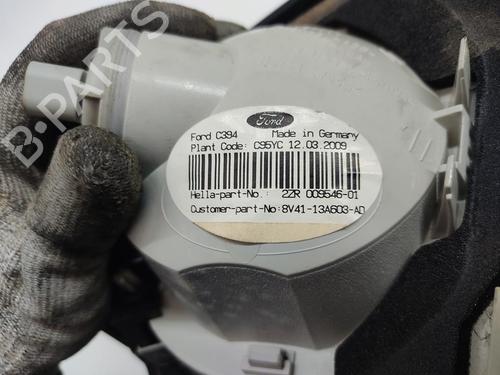 Ford
Ford C394 Made in Germany
Plant Code: C95YC 12.03.2009
Hella-part-No.: 2ZR 009546-01
Customer-part-No:8V41-13A603-AD
B-PARTS